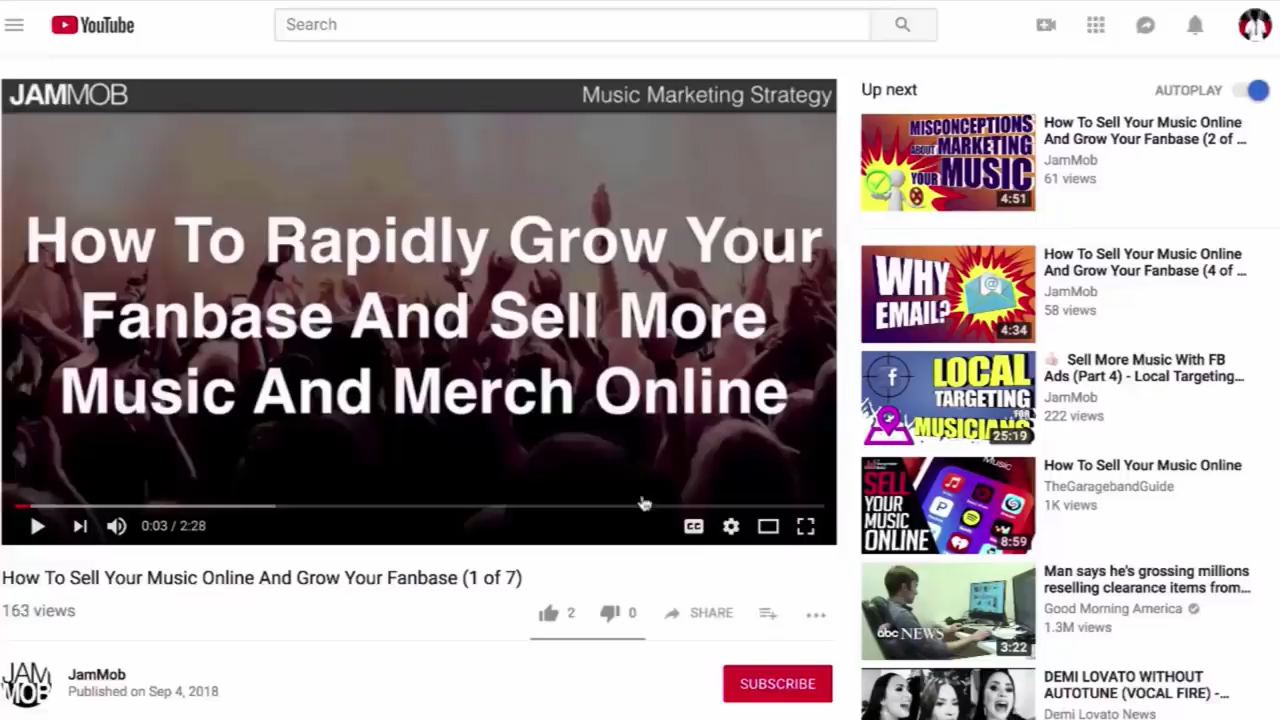 YouTube
Search
JAMMOB
Music Marketing Strategy
How To Rapidly Grow Your
Fanbase And Sell More
Music And Merch Online
0:03 / 2:28
CC
How To Sell Your Music Online And Grow Your Fanbase (1 of 7)
163 views
2
0
SHARE
JAM
MOB
JamMob
Published on Sep 4, 2018
SUBSCRIBE
Up next
AUTOPLAY
MISCONCEPTIONS
ABOUT MARKETING
YOUR MUSIC
4:51
How To Sell Your Music Online
And Grow Your Fanbase (2 of ...
JamMob
61 views
WHY
EMAIL?
@
4:34
How To Sell Your Music Online
And Grow Your Fanbase (4 of ...
JamMob
58 views
f
LOCAL
TARGETING
FOR
MUSICIANS
25:19
Sell More Music With FB
Ads (Part 4) - Local Targeting...
JamMob
222 views
SELL
YOUR
MUSIC
ONLINE
MUSIC
8:59
How To Sell Your Music Online
TheGaragebandGuide
1K views
abc NEWS
3:22
Man says he's grossing millions
reselling clearance items from...
Good Morning America
1.3M views
DEMI LOVATO WITHOUT
AUTOTUNE (VOCAL FIRE) -...
Demi Lovato News